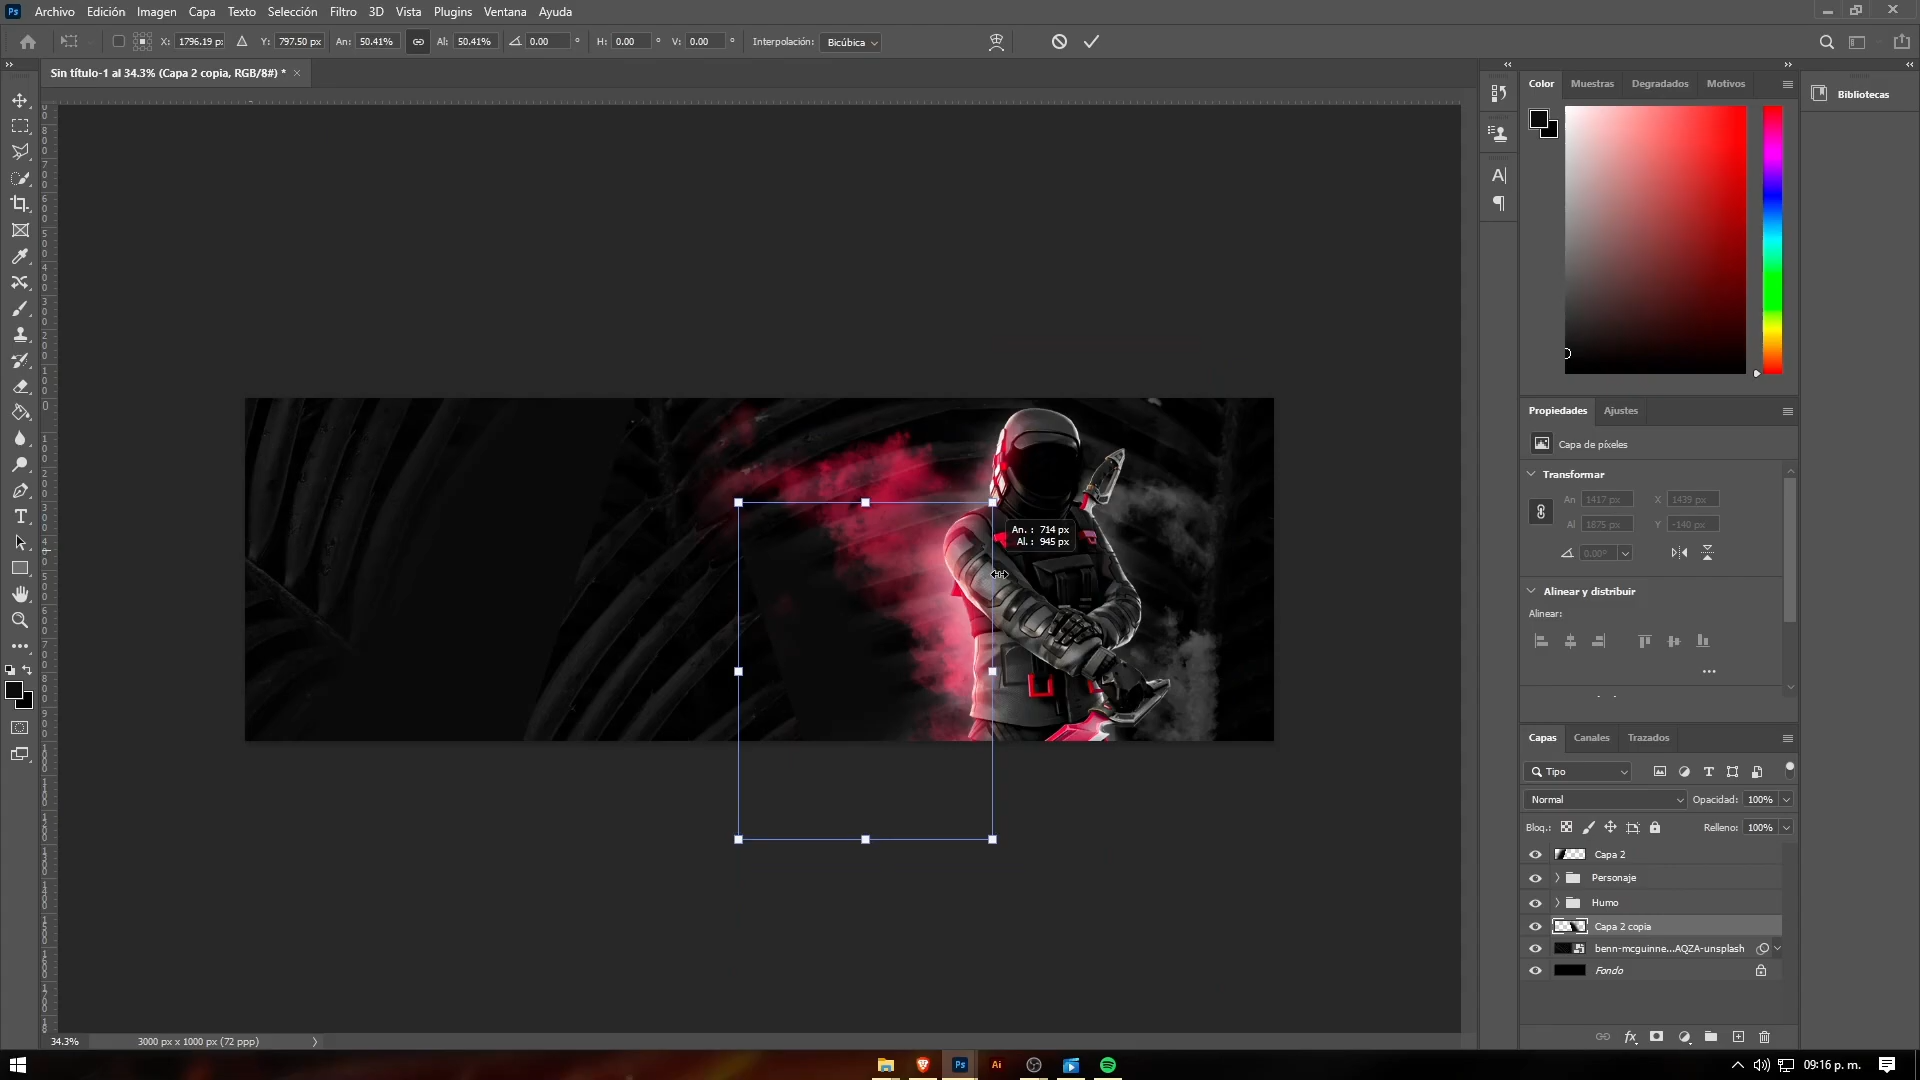 Ps Archivo Edición Imagen Capa Texto Selección Filtro 3D Vista Plugins Ventana Ayuda
X: 1796.19 px Y: 797.50 px An: 50.41% Al: 50.41% 0.00 ° H: 0.00 ° V: 0.00 ° Interpolación: Bicúbica
Sin título-1 al 34.3% (Capa 2 copia, RGB/8#) *
Color Muestras Degradados Motivos
Bibliotecas
Propiedades Ajustes
Capa de píxeles
Transformar
An 1417 px X 1439 px
Al 1875 px Y -140 px
0.00°
Alinear y distribuir
Alinear:
An. : 714 px
Al. : 945 px
Capas Canales Trazados
Tipo
Normal Opacidad: 100%
Bloq.: Relleno: 100%
Capa 2
Personaje
Humo
Capa 2 copia
benn-mcguinne...AQZA-unsplash
Fondo
34.3% 3000 px x 1000 px (72 ppp)
Ps Ai 09:16 p. m.